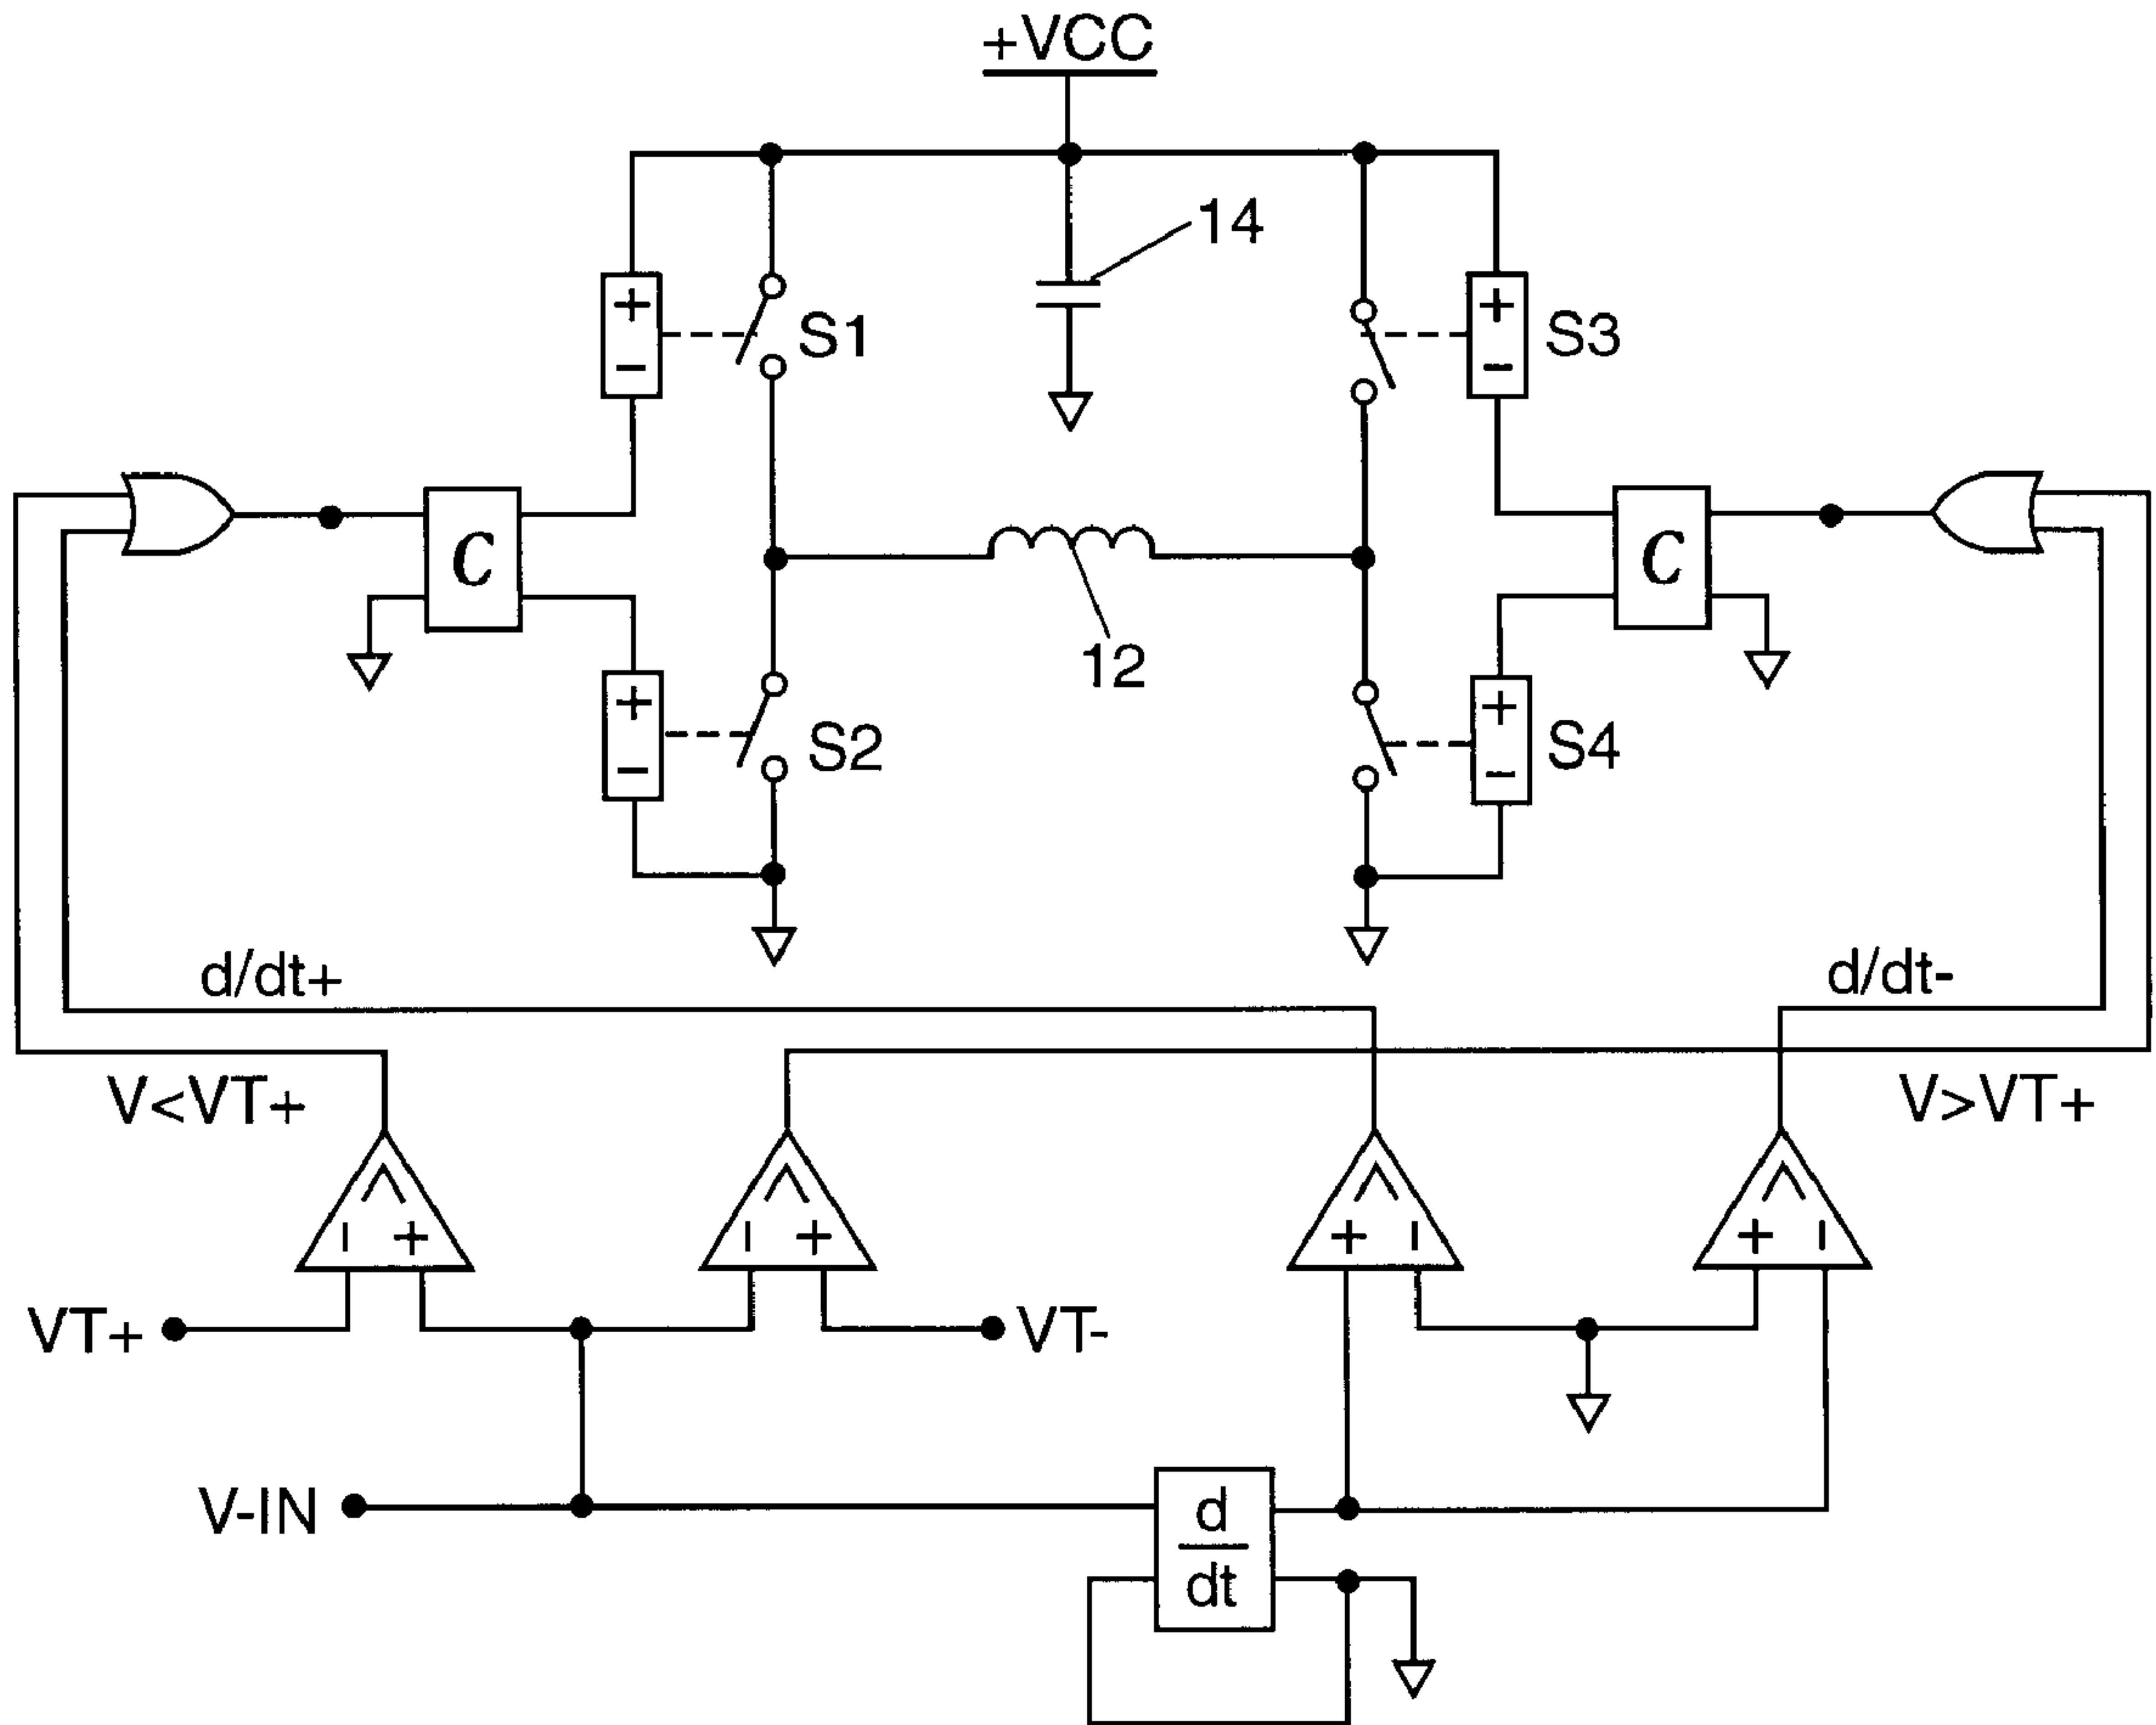 +VCC
14
+
+
S1
S3
-
-
C
C
12
+
+
S2
S4
-
-
d/dt+
d/dt-
V<VT+
V>VT+
- + - + + - + -
VT+
VT-
V-IN
d
dt